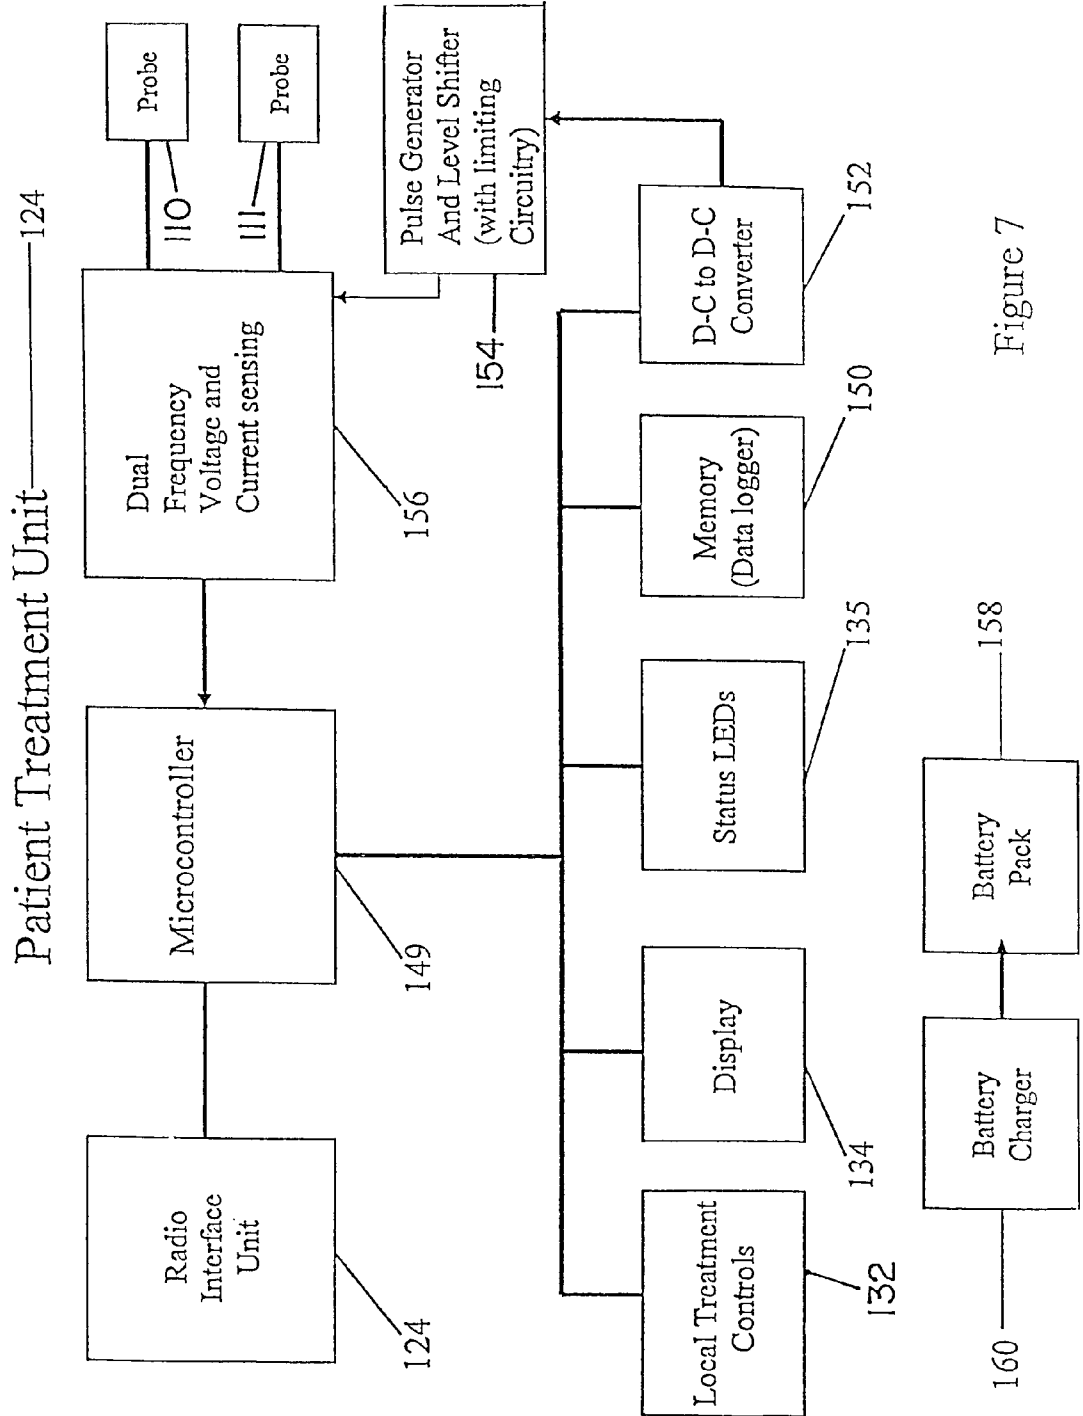 Patient Treatment Unit 124
Radio
Interface
Unit
124
Microcontroller
149
Dual
Frequency
Voltage and
Current sensing
156
Probe
110
Probe
111
Pulse Generator
And Level Shifter
(with limiting
Circuitry)
154
Local Treatment
Controls
132
Display
134
Status LEDs
135
Memory
(Data logger)
150
D-C to D-C
Converter
152
Battery
Charger
160
Battery
Pack
158
Figure 7